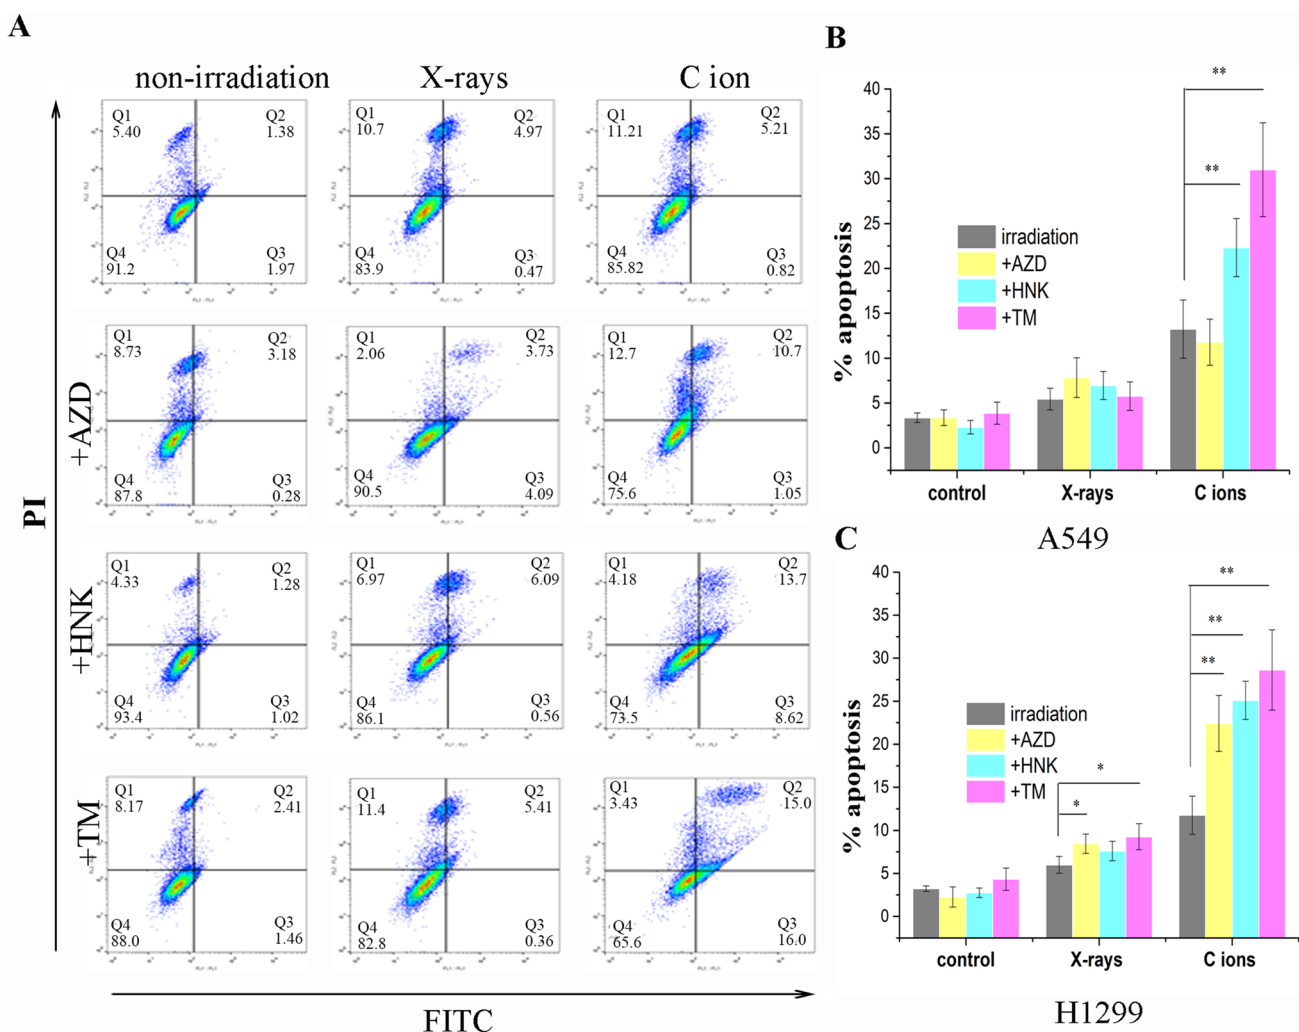 A
non-irradiation X-rays C ion
Q1 Q2
5.40 1.38
Q4 Q3
91.2 1.97
Q1 Q2
10.7 4.97
Q4 Q3
83.9 0.47
Q1 Q2
11.21 5.21
Q4 Q3
85.82 0.82
+AZD
Q1 Q2
8.73 3.18
Q4 Q3
87.8 0.28
Q1 Q2
2.06 3.73
Q4 Q3
90.5 4.09
Q1 Q2
12.7 10.7
Q4 Q3
75.6 1.05
PI
+HNK
Q1 Q2
4.33 1.28
Q4 Q3
93.4 1.02
Q1 Q2
6.97 6.09
Q4 Q3
86.1 0.56
Q1 Q2
4.18 13.7
Q4 Q3
73.5 8.62
+TM
Q1 Q2
8.17 2.41
Q4 Q3
88.0 1.46
Q1 Q2
11.4 5.41
Q4 Q3
82.8 0.36
Q1 Q2
3.43 15.0
Q4 Q3
65.6 16.0
FITC
B
% apoptosis
40
35
30
25
20
15
10
5
0
**
**
irradiation
+AZD
+HNK
+TM
control X-rays C ions
A549
C
% apoptosis
40
35
30
25
20
15
10
5
0
**
**
**
*
*
irradiation
+AZD
+HNK
+TM
control X-rays C ions
H1299